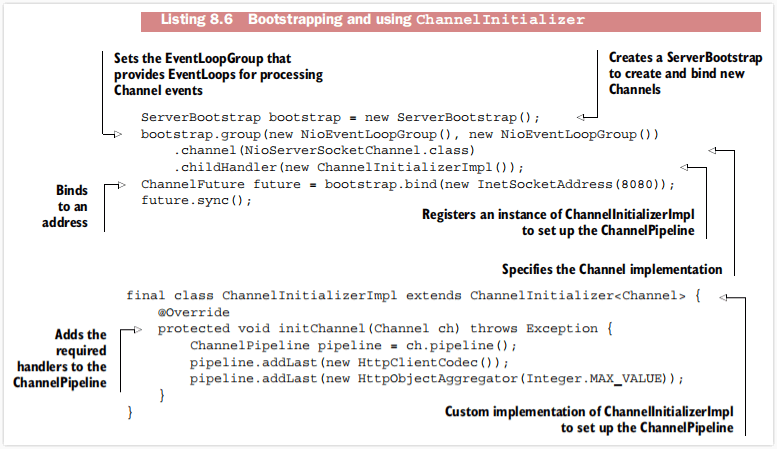 Listing 8.6 Bootstrapping and using ChannelInitializer
Sets the EventLoopGroup that
provides EventLoops for processing
Channel events
Creates a ServerBootstrap
to create and bind new
Channels
ServerBootstrap bootstrap = new ServerBootstrap();
bootstrap.group(new NioEventLoopGroup(), new NioEventLoopGroup())
.channel(NioServerSocketChannel.class)
.childHandler(new ChannelInitializerImpl());
ChannelFuture future = bootstrap.bind(new InetSocketAddress(8080));
future.sync();
Binds
to an
address
Registers an instance of ChannelInitializerImpl
to set up the ChannelPipeline
Specifies the Channel implementation
final class ChannelInitializerImpl extends ChannelInitializer<Channel> {
@Override
protected void initChannel(Channel ch) throws Exception {
ChannelPipeline pipeline = ch.pipeline();
pipeline.addLast(new HttpClientCodec());
pipeline.addLast(new HttpObjectAggregator(Integer.MAX_VALUE));
}
}
Adds the
required
handlers to the
ChannelPipeline
Custom implementation of ChannelInitializerImpl
to set up the ChannelPipeline